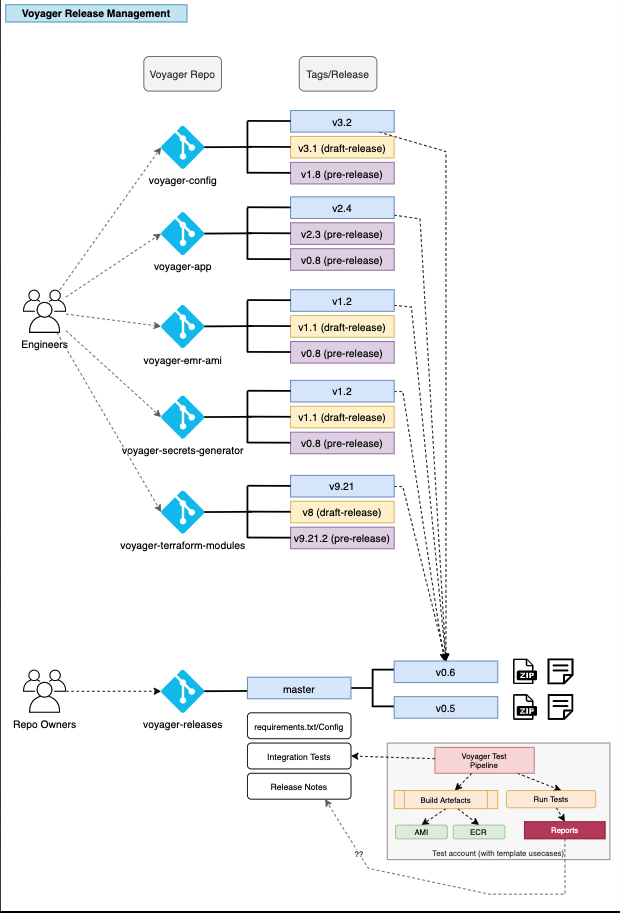 Voyager Release Management
Voyager Repo
Tags/Release
v3.2
v3.1 (draft-release)
v1.8 (pre-release)
voyager-config
v2.4
v2.3 (pre-release)
v0.8 (pre-release)
voyager-app
v1.2
v1.1 (draft-release)
v0.8 (pre-release)
voyager-emr-ami
Engineers
v1.2
v1.1 (draft-release)
v0.8 (pre-release)
voyager-secrets-generator
v9.21
v8 (draft-release)
v9.21.2 (pre-release)
voyager-terraform-modules
Repo Owners
voyager-releases
master
v0.6
ZIP
v0.5
ZIP
requirements.txt/Config
Integration Tests
Release Notes
Voyager Test
Pipeline
Build Artefacts
Run Tests
AMI
ECR
Reports
Test account (with template usecases)
??